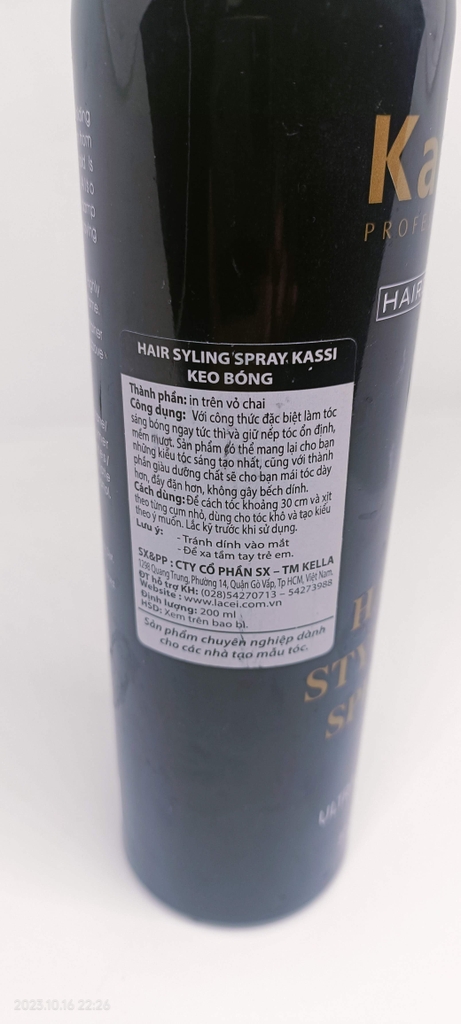 Ka
PROFE
HAIR
HAIR SYLING SPRAY KASSI
KEO BÓNG
Thành phần: in trên vỏ chai
Công dụng: Với công thức đặc biệt làm tóc
sáng bóng ngay tức thì và giữ nếp tóc ổn định,
mềm mượt. Sản phẩm có thể mang lại cho bạn
những kiểu tóc sáng tạo nhất, cũng với thành
phần giàu dưỡng chất sẽ cho bạn mái tóc dày
hơn, đầy đặn hơn, không gây bếch dính.
Cách dùng: Để cách tóc khoảng 30 cm và xịt
theo từng cụm nhỏ, dùng cho tóc khô và tạo kiểu
theo ý muốn. Lắc kỹ trước khi sử dụng.
Lưu ý: - Tránh dính vào mắt
- Để xa tầm tay trẻ em.
SX&PP : CTY CỔ PHẦN SX – TM KELLA
1298 Quang Trung, Phường 14, Quận Gò Vấp, Tp HCM, Việt Nam.
ĐT hỗ trợ KH: (028)54270713 – 54273988
Website : www.lacei.com.vn
Định lượng: 200 ml
HSD: Xem trên bao bì.
Sản phẩm chuyên nghiệp dành
cho các nhà tạo mẫu tóc.
H
STY
SP
ULTR
2023.10.16 22:26